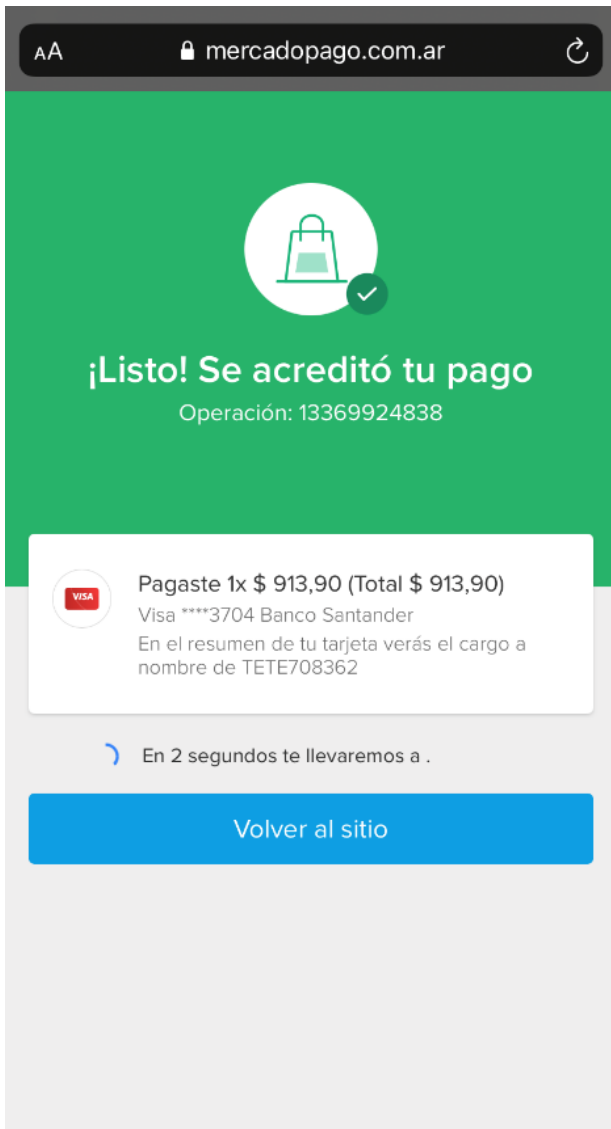 AA mercadopago.com.ar
¡Listo! Se acreditó tu pago
Operación: 13369924838
VISA
Pagaste 1x $ 913,90 (Total $ 913,90)
Visa ****3704 Banco Santander
En el resumen de tu tarjeta verás el cargo a
nombre de TETE708362
En 2 segundos te llevaremos a .
Volver al sitio